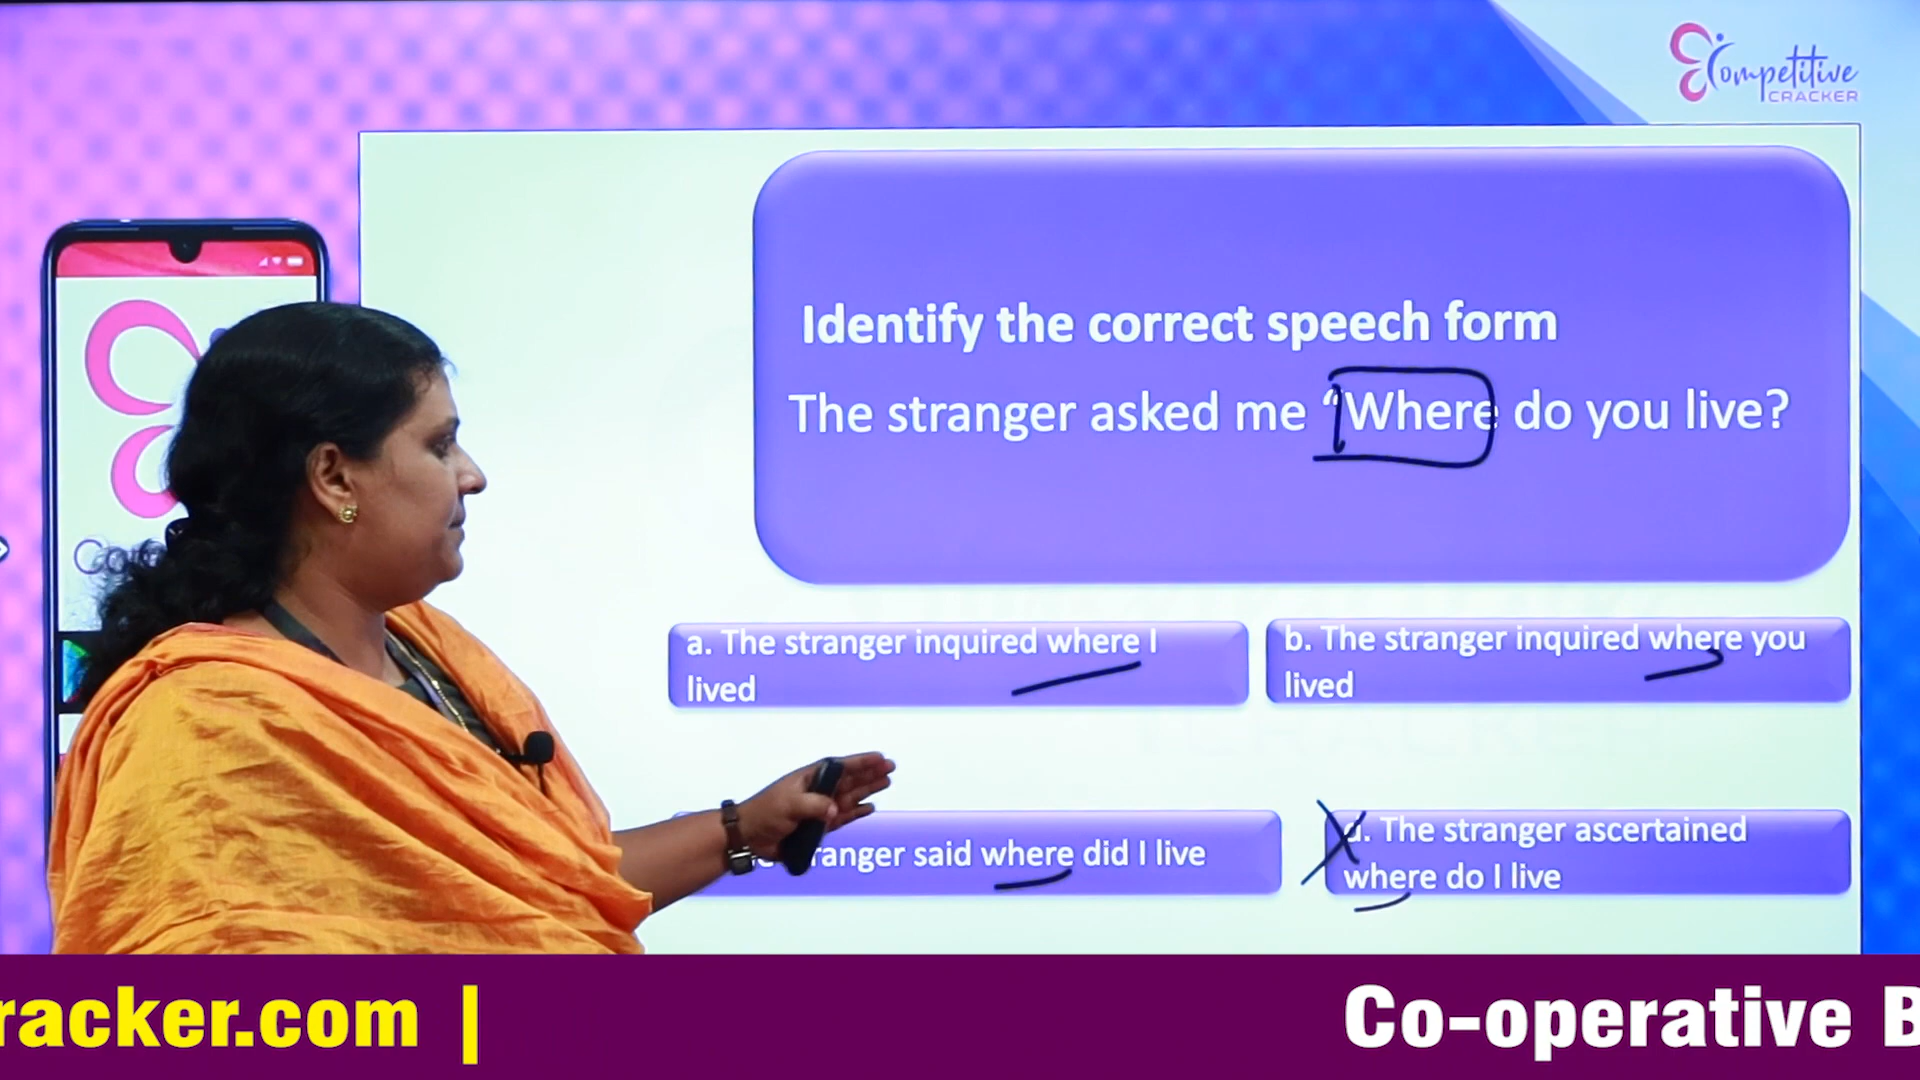 Competitive
CRACKER
Identify the correct speech form
The stranger asked me “Where do you live?
a. The stranger inquired where I
lived
b. The stranger inquired where you
lived
said where did I live
d. The stranger ascertained
where do I live
racker.com |
Co-operative B